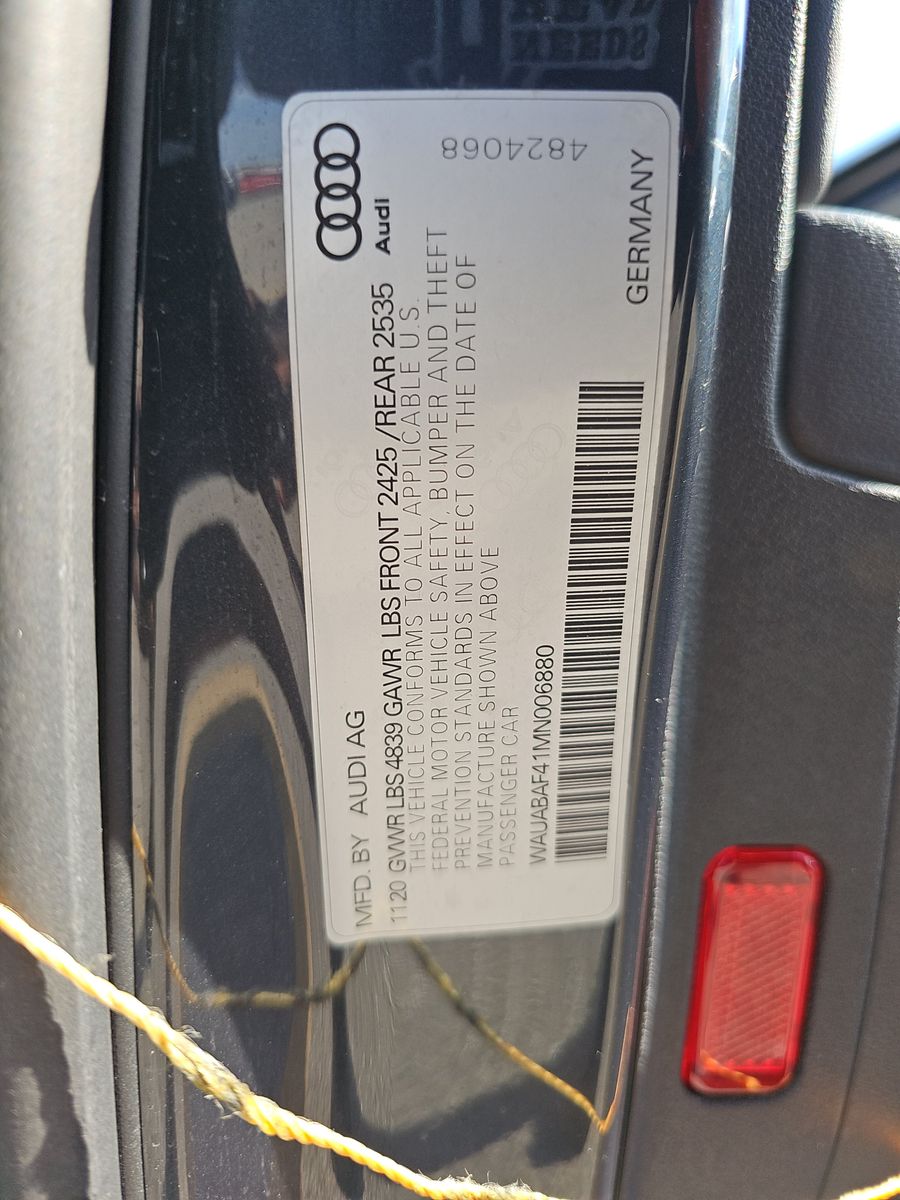 Audi
MFD. BY AUDI AG
1120 GVWR LBS 4839 GAWR LBS FRONT 2425 /REAR 2535
THIS VEHICLE CONFORMS TO ALL APPLICABLE U.S.
FEDERAL MOTOR VEHICLE SAFETY, BUMPER AND THEFT
PREVENTION STANDARDS IN EFFECT ON THE DATE OF
MANUFACTURE SHOWN ABOVE
PASSENGER CAR
WAUABAF41MN006880
GERMANY
4824068
NEEDS